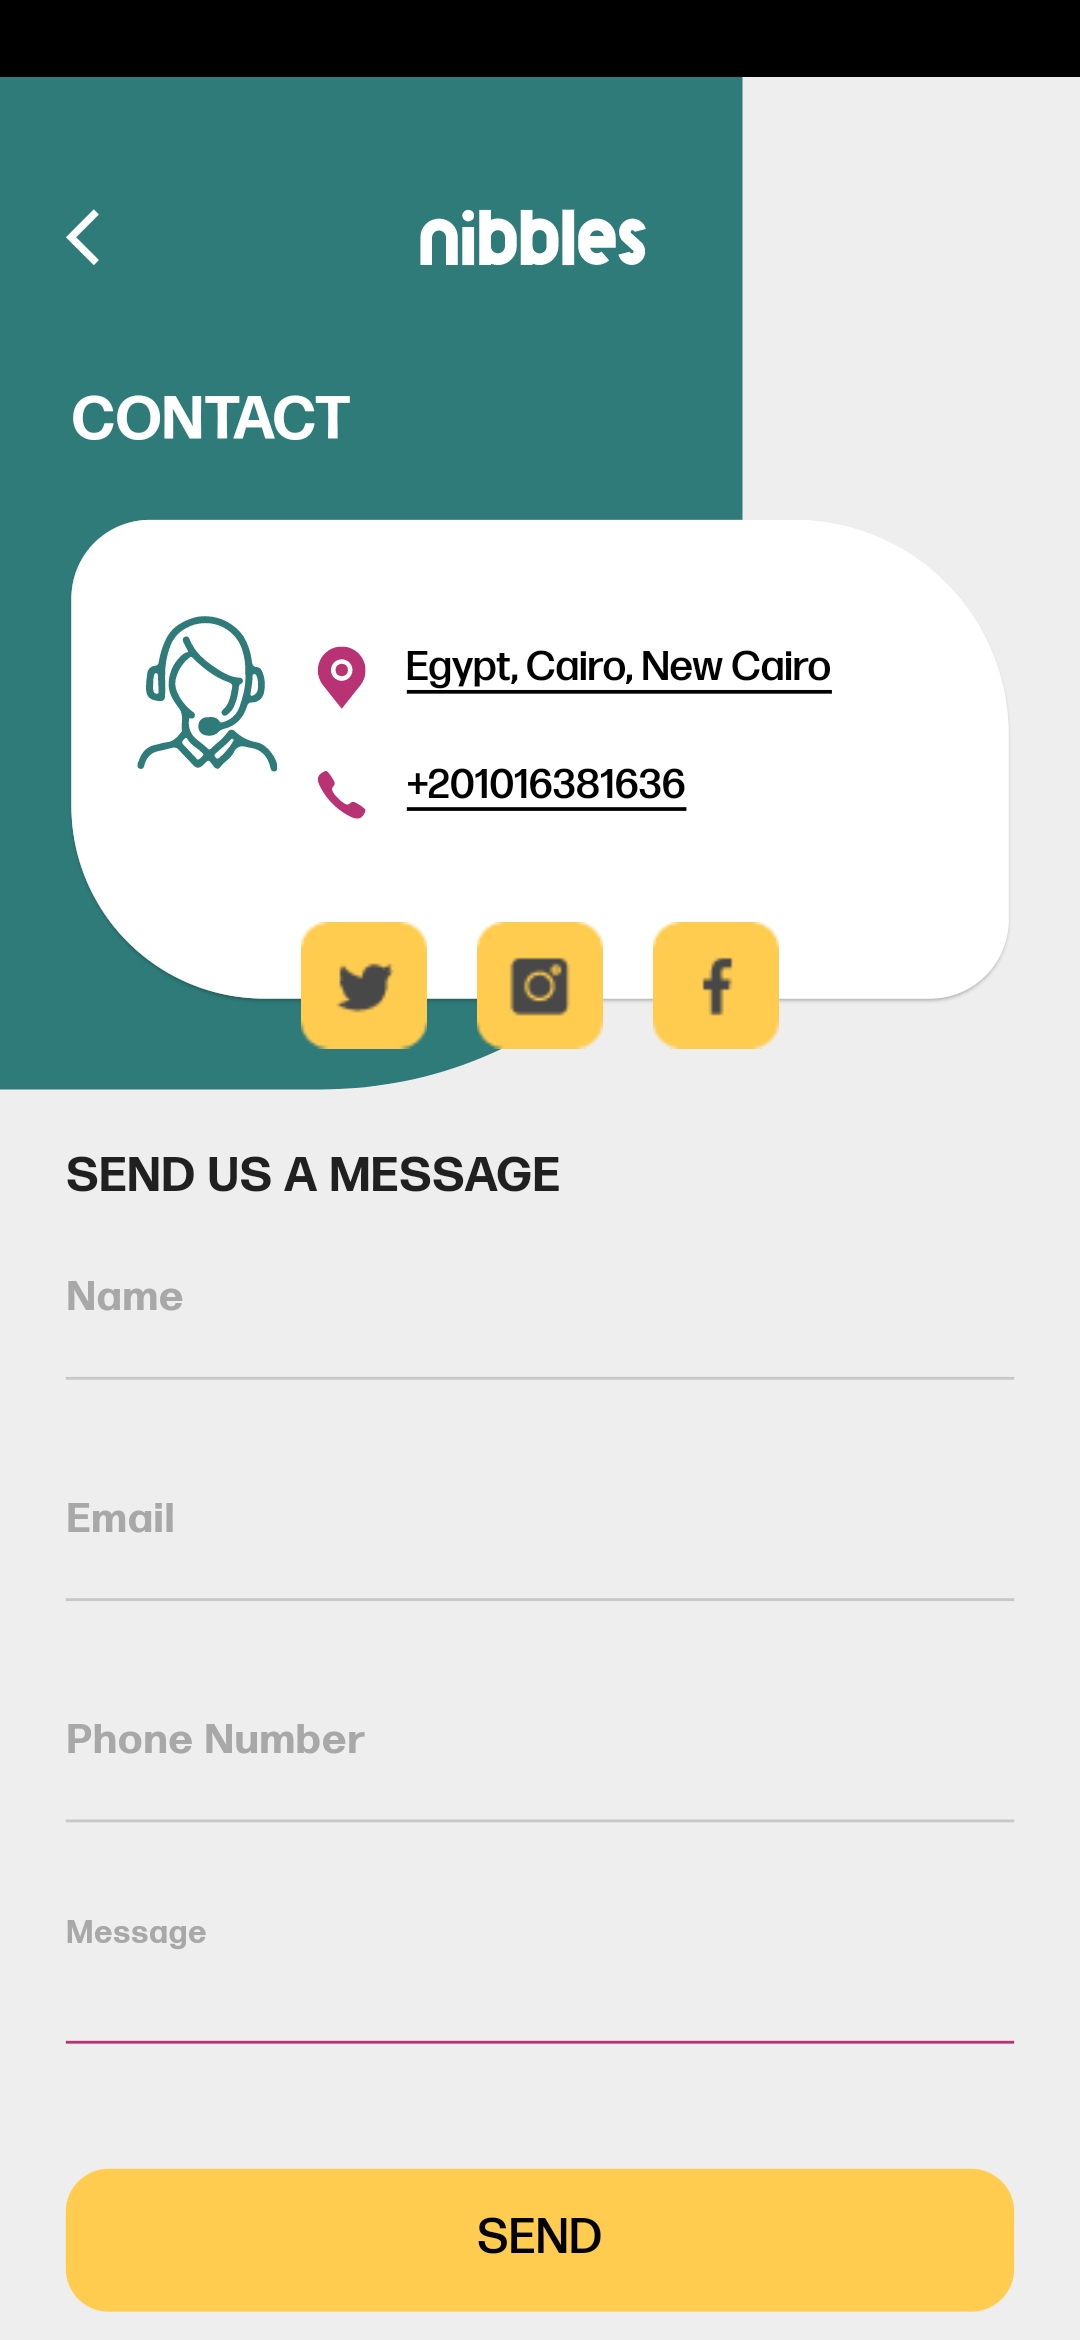 nibbles
CONTACT
Egypt, Cairo, New Cairo
+201016381636
SEND US A MESSAGE
Name
Email
Phone Number
Message
SEND